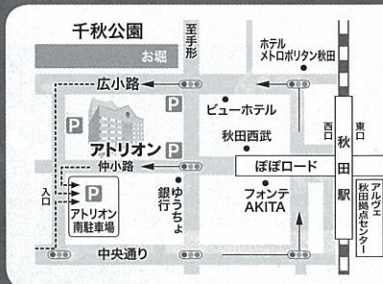 千秋公園
お堀
至手形
ホテル
メトロポリタン秋田
広小路
P
ビューホテル
P
秋田西武
アトリオン
P
仲小路
ぽぽロード
西口
秋田駅
東口
入口
P
アトリオン
南駐車場
ゆうちょ
銀行
フォンテ
AKITA
アルヴェ
秋田拠点センター
中央通り